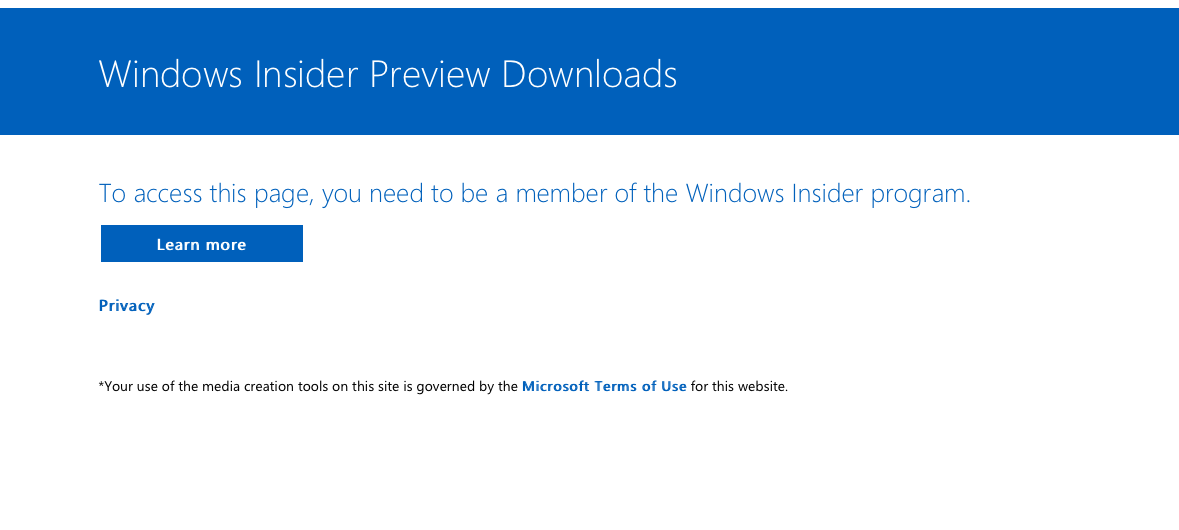 Windows Insider Preview Downloads
To access this page, you need to be a member of the Windows Insider program.
Learn more
Privacy
*Your use of the media creation tools on this site is governed by the Microsoft Terms of Use for this website.